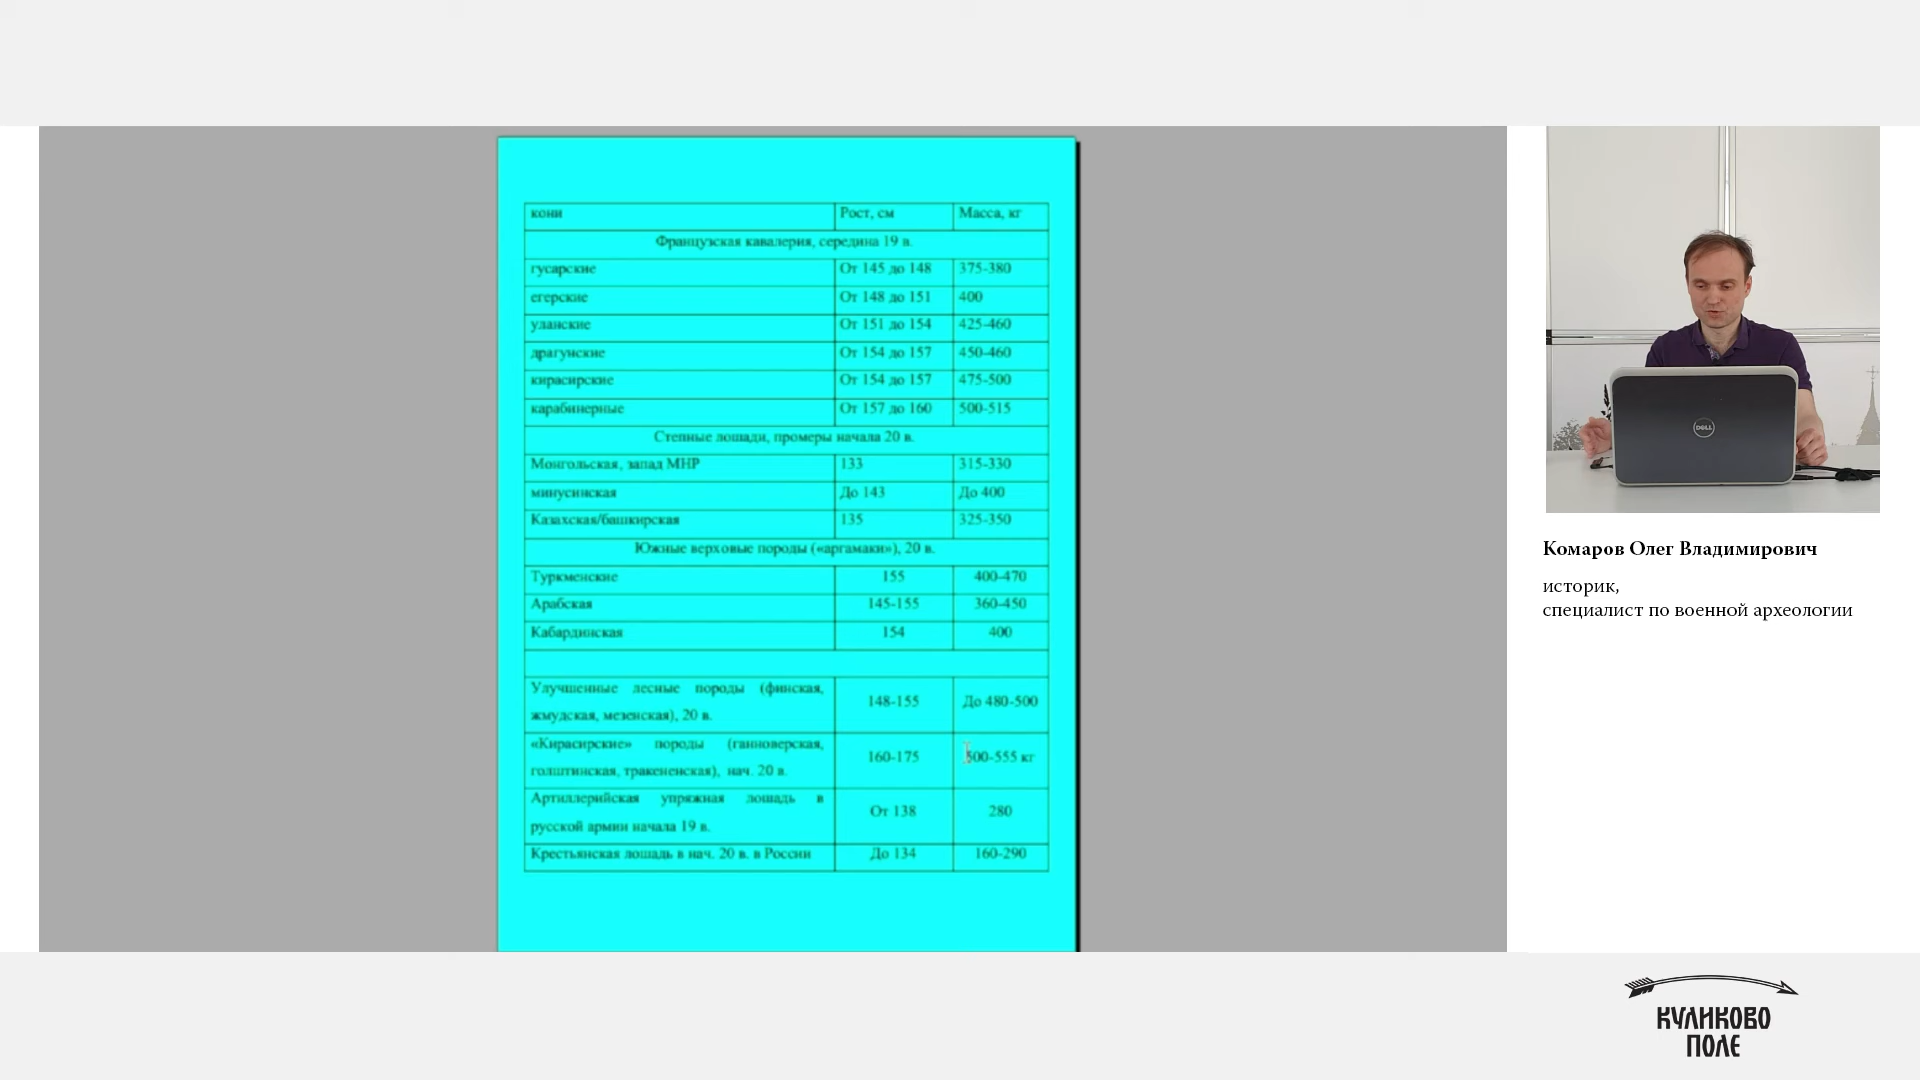 кони Рост, см Масса, кг
Французская кавалерия, середина 19 в.
гусарские От 145 до 148 375-380
егерские От 148 до 151 400
уланские От 151 до 154 425-460
драгунские От 154 до 157 450-460
кирасирские От 154 до 157 475-500
карабинерные От 157 до 160 500-515
Степные лошади, промеры начала 20 в.
Монгольская, запад МНР 133 315-330
минусинская До 143 До 400
Казахская/башкирская 135 325-350
Южные верховые породы («аргамаки»), 20 в.
Туркменские 155 400-470
Арабская 145-155 360-450
Кабардинская 154 400
Улучшенные лесные породы (финская,
жмудская, мезенская), 20 в. 148-155 До 480-500
«Кирасирские» породы (ганноверская,
голштинская, тракененская), нач. 20 в. 160-175 500-555 кг
Артиллерийская упряжная лошадь в
русской армии начала 19 в. От 138 280
Крестьянская лошадь в нач. 20 в. в России До 134 160-290
DELL
Комаров Олег Владимирович
историк,
специалист по военной археологии
КУЛИКОВО
ПОЛЕ